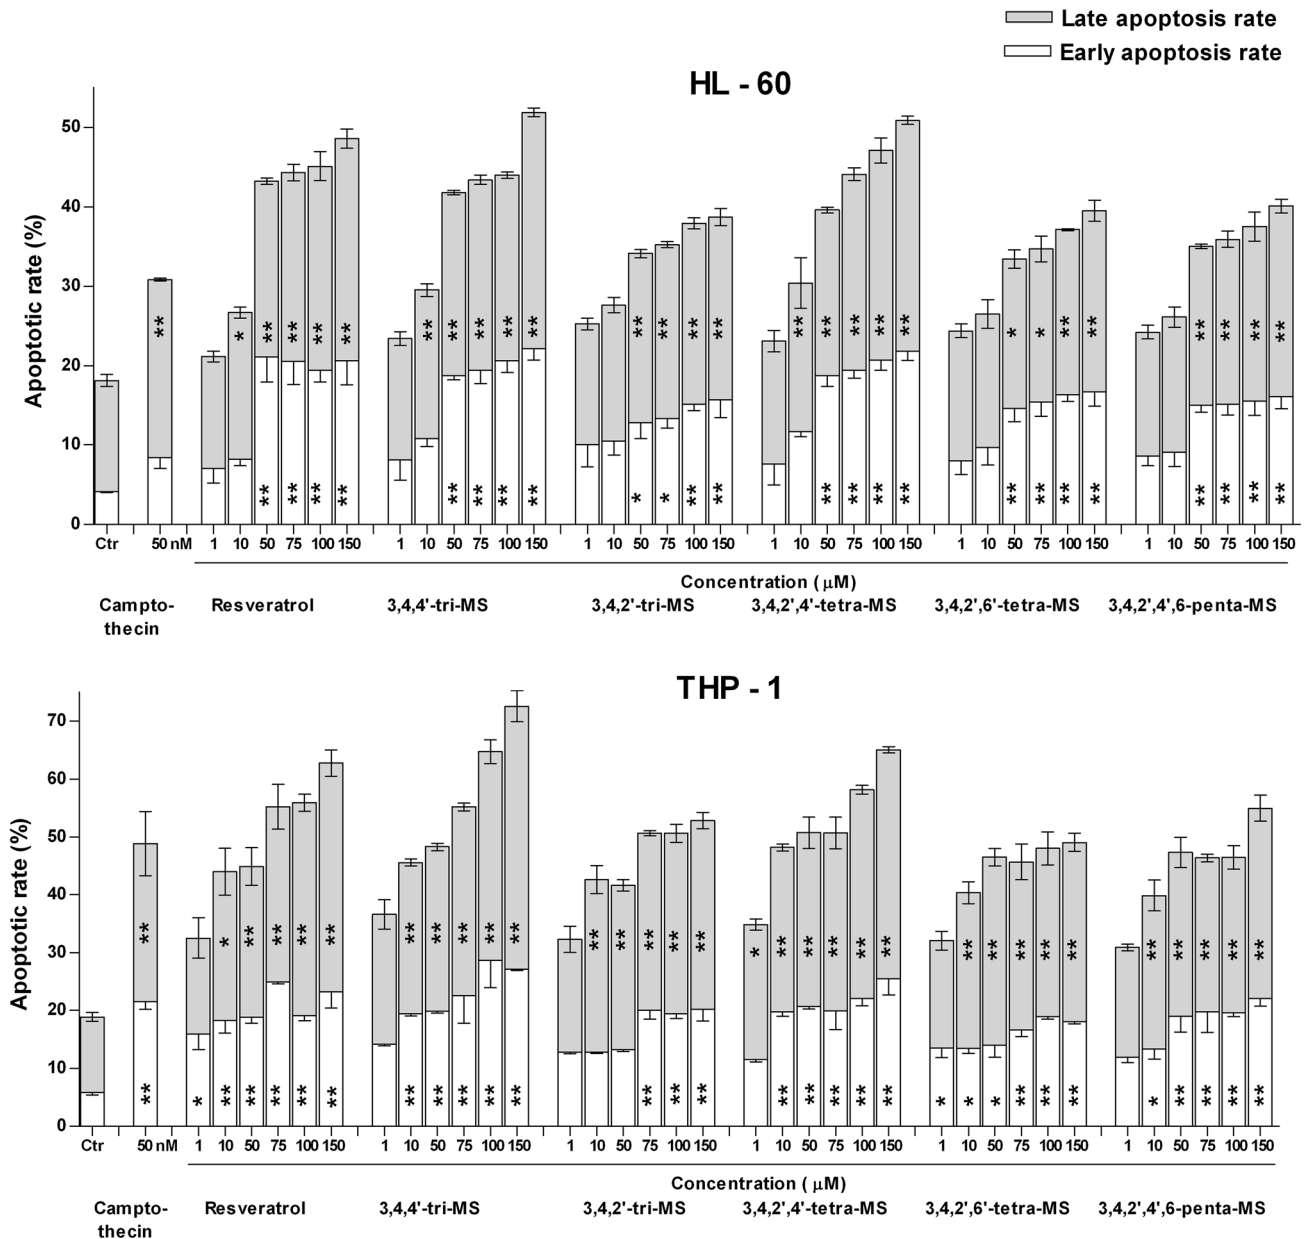 Late apoptosis rate
Early apoptosis rate
HL - 60
Apoptotic rate (%)
50
40
30
20
10
0
** * ** ** ** ** ** ** ** ** ** ** ** ** ** ** ** ** ** ** * * ** ** ** ** ** **
** ** ** ** ** ** ** ** * * ** ** ** ** ** ** ** ** ** ** ** ** ** **
Ctr 50 nM 1 10 50 75 100 150 1 10 50 75 100 150 1 10 50 75 100 150 1 10 50 75 100 150 1 10 50 75 100 150 1 10 50 75 100 150
Concentration ( µM)
Campto-
thecin
Resveratrol 3,4,4'-tri-MS 3,4,2'-tri-MS 3,4,2',4'-tetra-MS 3,4,2',6'-tetra-MS 3,4,2',4',6-penta-MS
THP - 1
Apoptotic rate (%)
70
60
50
40
30
20
10
0
** * ** ** ** ** ** ** ** ** ** ** ** ** ** ** * ** ** ** ** ** ** ** ** ** ** ** ** ** ** **
** * ** ** ** ** ** ** ** ** ** ** ** ** ** ** ** ** ** ** * * * ** ** ** * ** ** ** **
Ctr 50 nM 1 10 50 75 100 150 1 10 50 75 100 150 1 10 50 75 100 150 1 10 50 75 100 150 1 10 50 75 100 150 1 10 50 75 100 150
Concentration ( µM)
Campto-
thecin
Resveratrol 3,4,4'-tri-MS 3,4,2'-tri-MS 3,4,2',4'-tetra-MS 3,4,2',6'-tetra-MS 3,4,2',4',6-penta-MS